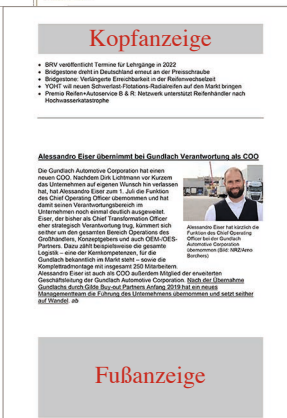 Kopfanzeige
BRV veröffentlicht Termine für Lehrgänge in 2022
Bridgestone dreht in Deutschland erneut an der Preisschraube
Bridgestone: Verlängerte Erreichbarkeit in der Reifenwechselzeit
YOHT will neuen Schwerlast-Flotations-Radialreifen auf den Markt bringen
Premio Reifen+Autoservice B & R: Netzwerk unterstützt Reifenhändler nach
Hochwasserkatastrophe
Alessandro Eiser übernimmt bei Gundlach Verantwortung als COO
Die Gundlach Automotive Corporation hat einen
neuen COO. Nachdem Dirk Lichtmann vor Kurzem
das Unternehmen auf eigenen Wunsch hin verlassen
hat, hat Alessandro Eiser zum 1. Juli die Funktion
des Chief Operating Officer übernommen und hat
damit seinen Verantwortungsbereich im
Unternehmen noch einmal deutlich ausgeweitet.
Eiser, der bisher als Chief Transformation Officer
eher strategisch Verantwortung trug, kümmert sich
seither um den gesamten Bereich Operations des
Großhändlers, Konzeptgebers und auch OEM-/OES-
Partners. Dazu zählt beispielsweise die gesamte
Logistik – eine der Kernkompetenzen, für die
Gundlach bekanntlich im Markt steht – sowie die
Komplettradmontage mit insgesamt 250 Mitarbeitern.
Alessandro Eiser ist auch als COO außerdem Mitglied der erweiterten
Geschäftsleitung der Gundlach Automotive Corporation. Nach der Übernahme
Gundlachs durch Gilde Buy-out Partners Anfang 2019 hat ein neues
Managementteam die Führung des Unternehmens übernommen und setzt seither
auf Wandel. ab
Alessandro Eiser hat kürzlich die
Funktion des Chief Operating
Officer bei der Gundlach
Automotive Corporation
übernommen (Bild: NRZ/Arno
Borchers)
Fußanzeige